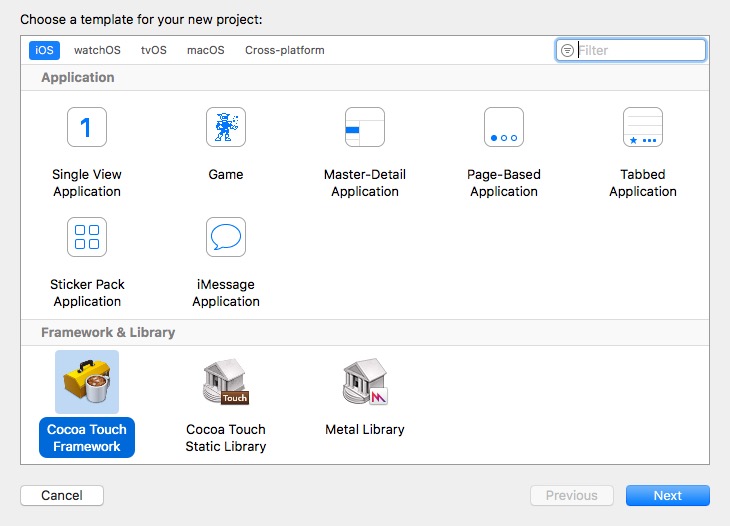 Choose a template for your new project:
iOS watchOS tvOS macOS Cross-platform Filter
Application
1
Single View Game Master-Detail Page-Based Tabbed
Application Application Application Application
Sticker Pack iMessage
Application Application
Framework & Library
Touch
Cocoa Touch Cocoa Touch Metal Library
Framework Static Library
Cancel Previous Next